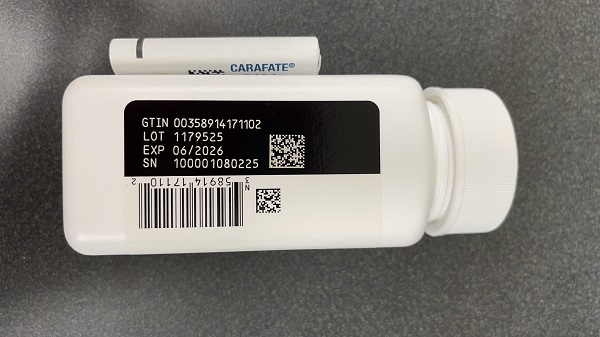 CARAFATE®
GTIN 00358914171102
LOT 1179525
EXP 06/2026
SN 100001080225
N
3 58914 17110 2